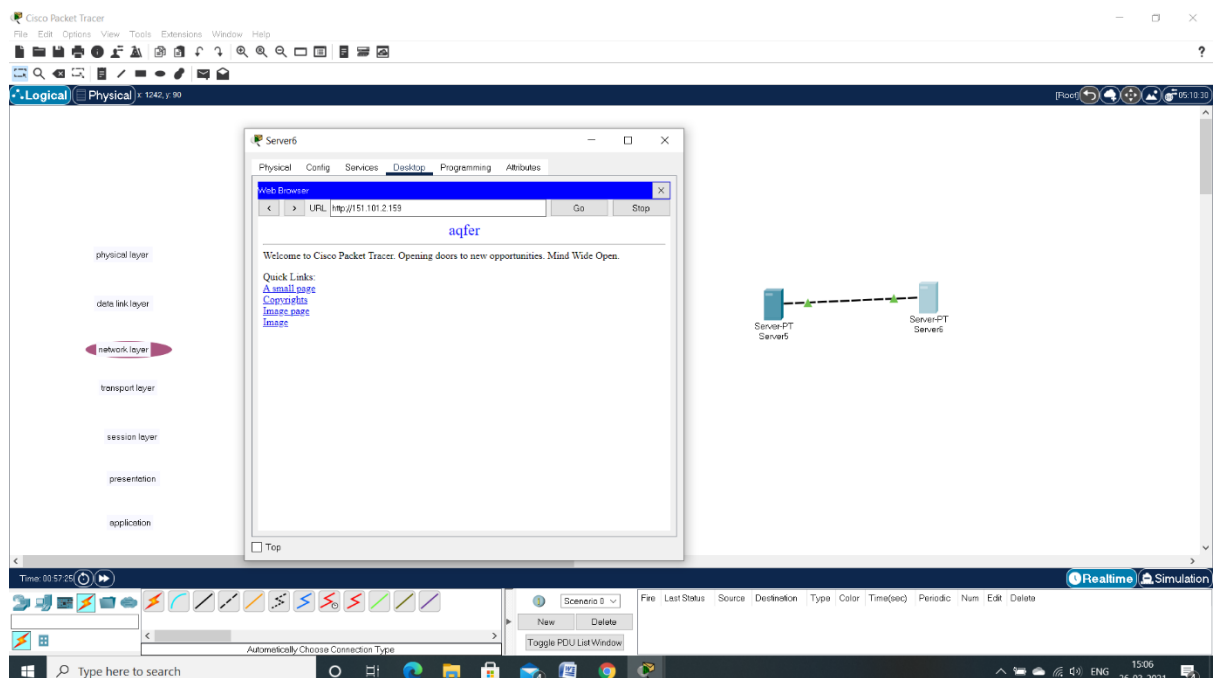 Cisco Packet Tracer
File Edit Options View Tools Extensions Window Help
?
Logical Physical x: 1242, y: 90 [Root] 05:10:30
Server6
Physical Config Services Desktop Programming Attributes
Web Browser X
< > URL http://151.101.2.159 Go Stop
aqfer
Welcome to Cisco Packet Tracer. Opening doors to new opportunities. Mind Wide Open.
Quick Links:
A small page
Copyrights
Image page
Image
Top
physical layer
data link layer
network layer
transport layer
session layer
presentation
application
Server-PT
Server5
Server-PT
Server6
Time: 00:57:25 Realtime Simulation
Scenario 0
New Delete
Toggle PDU List Window
Fire Last Status Source Destination Type Color Time(sec) Periodic Num Edit Delete
Automatically Choose Connection Type
Type here to search
ENG 15:06
26-02-2021